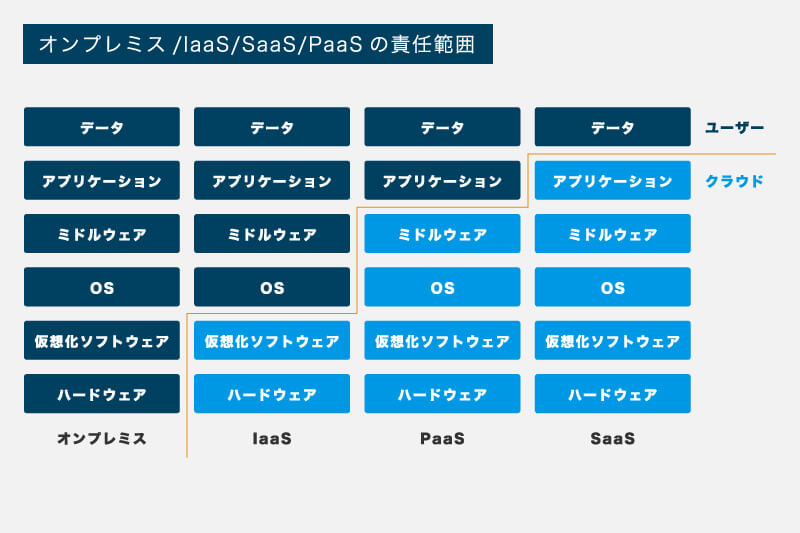 オンプレミス/IaaS/SaaS/PaaSの責任範囲
データ データ データ データ ユーザー
アプリケーション アプリケーション アプリケーション アプリケーション クラウド
ミドルウェア ミドルウェア ミドルウェア ミドルウェア
OS OS OS OS
仮想化ソフトウェア 仮想化ソフトウェア 仮想化ソフトウェア 仮想化ソフトウェア
ハードウェア ハードウェア ハードウェア ハードウェア
オンプレミス IaaS PaaS SaaS